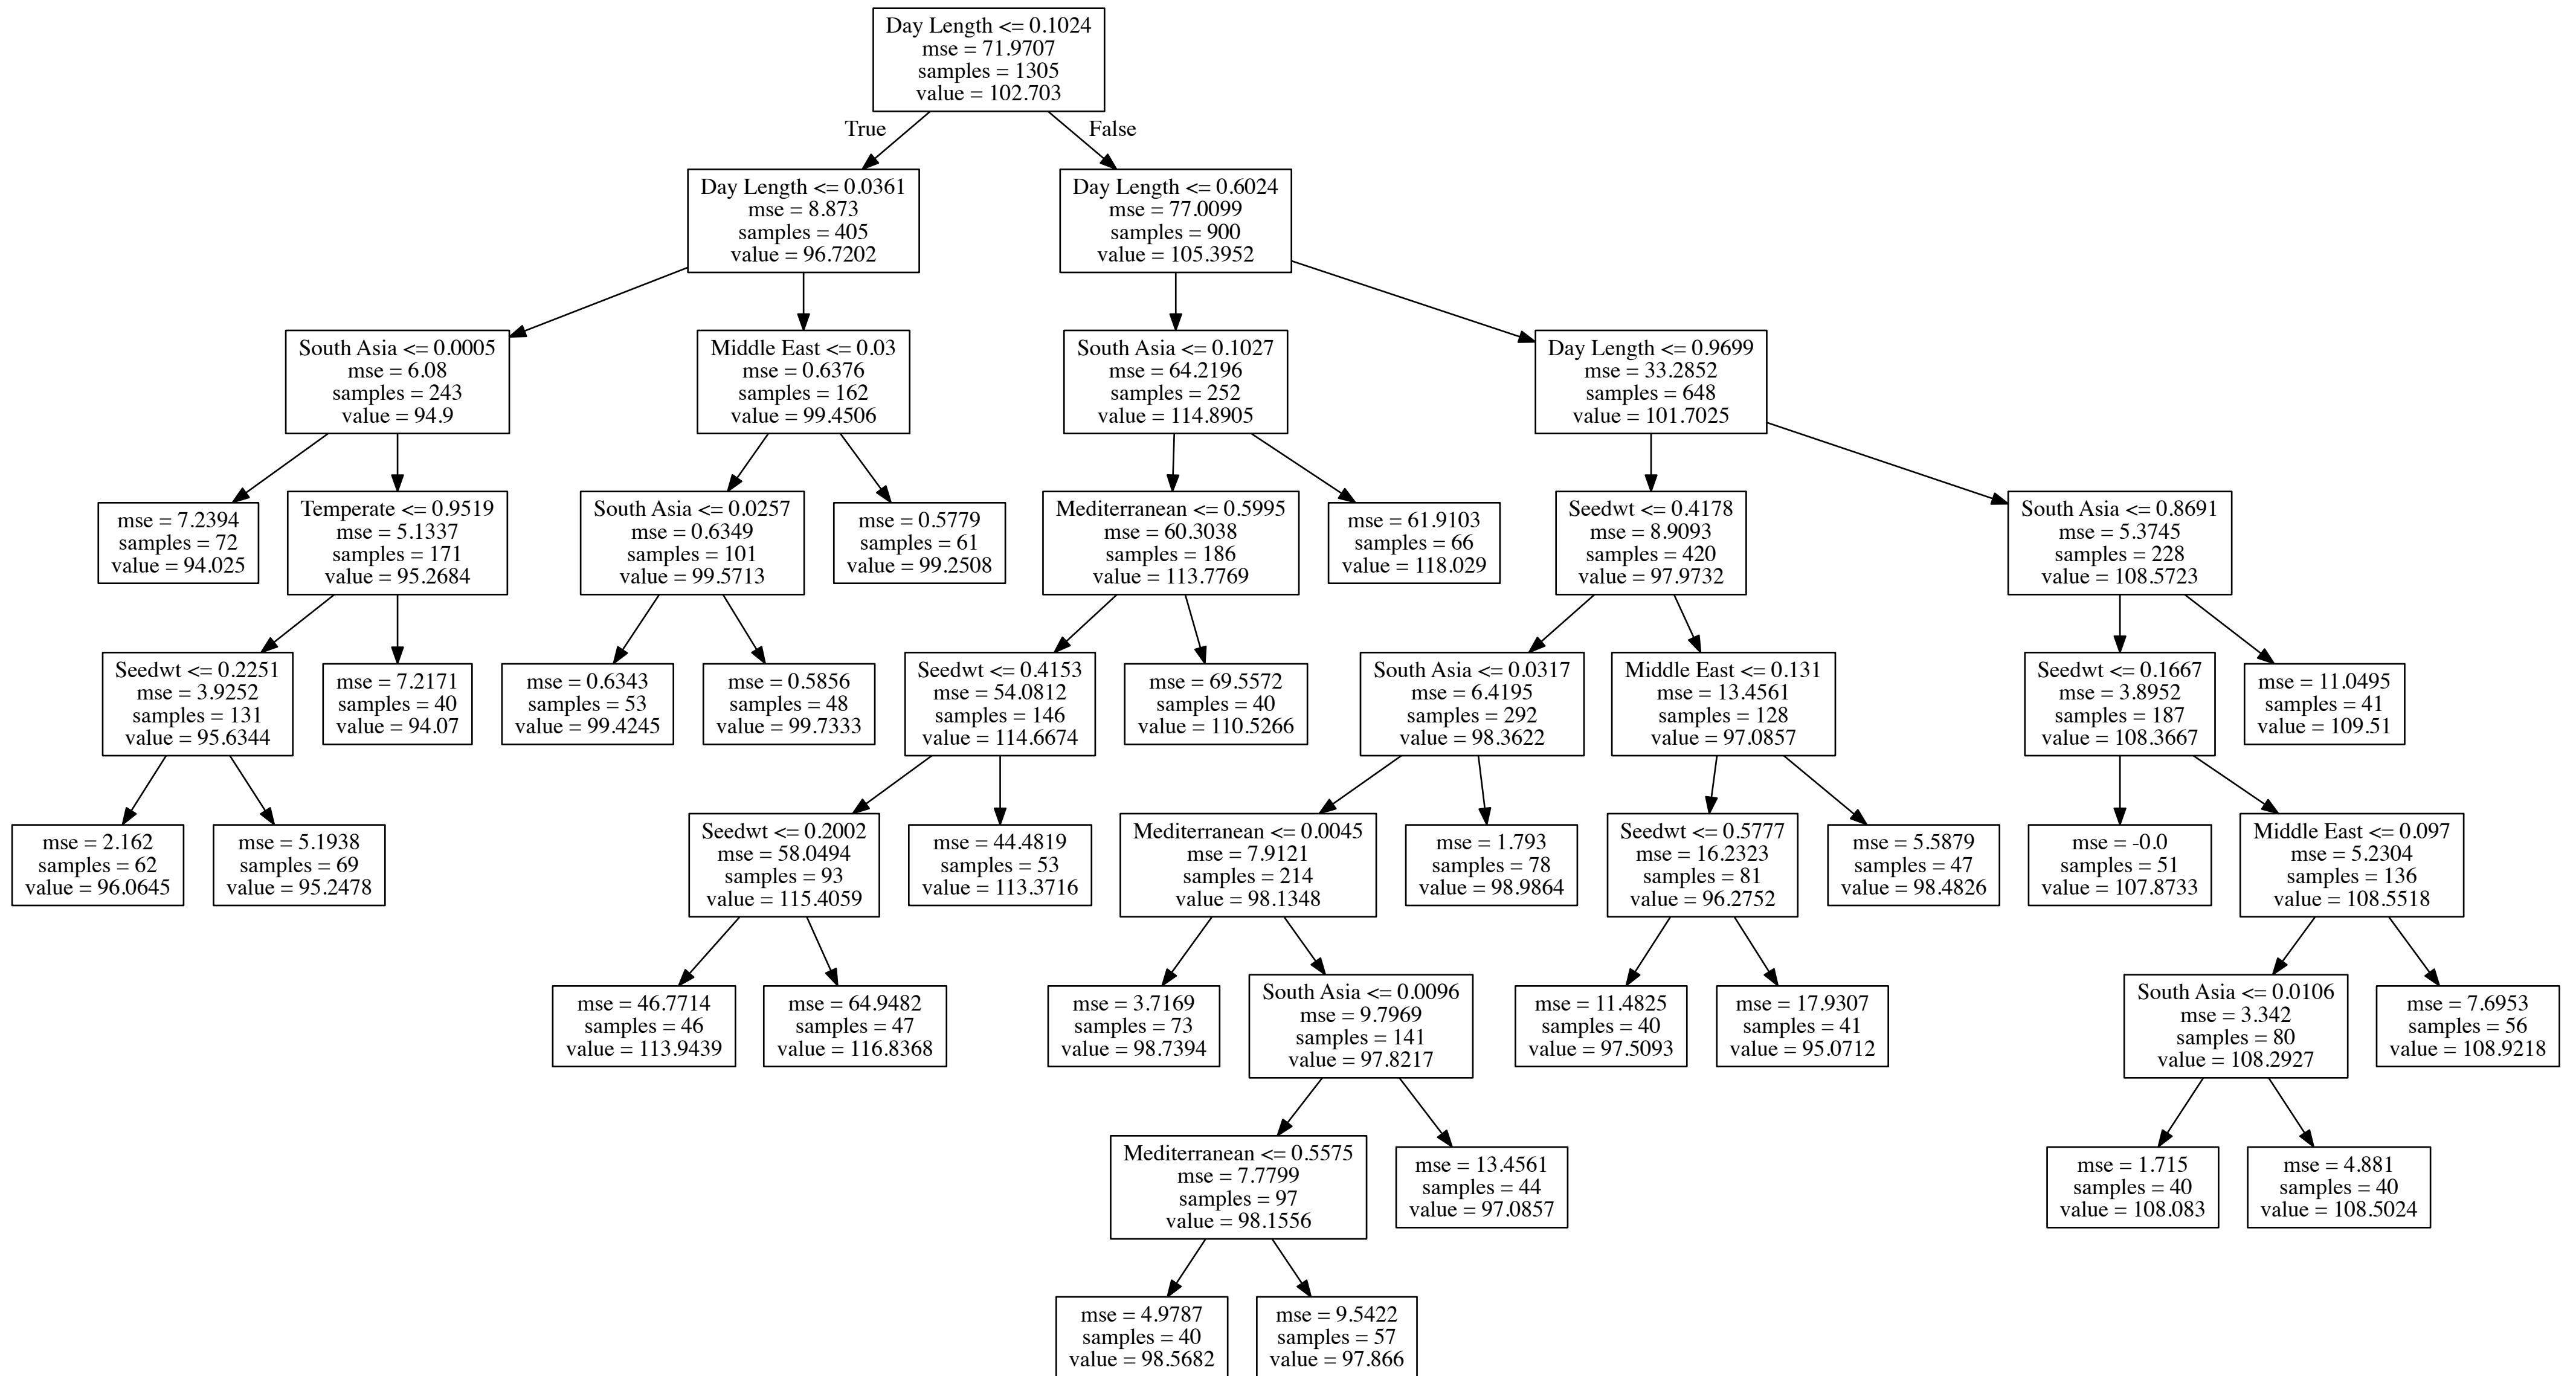 Day Length <= 0.1024
mse = 71.9707
samples = 1305
value = 102.703
True
False
Day Length <= 0.0361
mse = 8.873
samples = 405
value = 96.7202
Day Length <= 0.6024
mse = 77.0099
samples = 900
value = 105.3952
South Asia <= 0.0005
mse = 6.08
samples = 243
value = 94.9
Middle East <= 0.03
mse = 0.6376
samples = 162
value = 99.4506
South Asia <= 0.1027
mse = 64.2196
samples = 252
value = 114.8905
Day Length <= 0.9699
mse = 33.2852
samples = 648
value = 101.7025
mse = 7.2394
samples = 72
value = 94.025
Temperate <= 0.9519
mse = 5.1337
samples = 171
value = 95.2684
South Asia <= 0.0257
mse = 0.6349
samples = 101
value = 99.5713
mse = 0.5779
samples = 61
value = 99.2508
Mediterranean <= 0.5995
mse = 60.3038
samples = 186
value = 113.7769
mse = 61.9103
samples = 66
value = 118.029
Seedwt <= 0.4178
mse = 8.9093
samples = 420
value = 97.9732
South Asia <= 0.8691
mse = 5.3745
samples = 228
value = 108.5723
Seedwt <= 0.2251
mse = 3.9252
samples = 131
value = 95.6344
mse = 7.2171
samples = 40
value = 94.07
mse = 0.6343
samples = 53
value = 99.4245
mse = 0.5856
samples = 48
value = 99.7333
Seedwt <= 0.4153
mse = 54.0812
samples = 146
value = 114.6674
mse = 69.5572
samples = 40
value = 110.5266
South Asia <= 0.0317
mse = 6.4195
samples = 292
value = 98.3622
Middle East <= 0.131
mse = 13.4561
samples = 128
value = 97.0857
Seedwt <= 0.1667
mse = 3.8952
samples = 187
value = 108.3667
mse = 11.0495
samples = 41
value = 109.51
mse = 2.162
samples = 62
value = 96.0645
mse = 5.1938
samples = 69
value = 95.2478
Seedwt <= 0.2002
mse = 58.0494
samples = 93
value = 115.4059
mse = 44.4819
samples = 53
value = 113.3716
Mediterranean <= 0.0045
mse = 7.9121
samples = 214
value = 98.1348
mse = 1.793
samples = 78
value = 98.9864
Seedwt <= 0.5777
mse = 16.2323
samples = 81
value = 96.2752
mse = 5.5879
samples = 47
value = 98.4826
mse = -0.0
samples = 51
value = 107.8733
Middle East <= 0.097
mse = 5.2304
samples = 136
value = 108.5518
mse = 46.7714
samples = 46
value = 113.9439
mse = 64.9482
samples = 47
value = 116.8368
mse = 3.7169
samples = 73
value = 98.7394
South Asia <= 0.0096
mse = 9.7969
samples = 141
value = 97.8217
mse = 11.4825
samples = 40
value = 97.5093
mse = 17.9307
samples = 41
value = 95.0712
South Asia <= 0.0106
mse = 3.342
samples = 80
value = 108.2927
mse = 7.6953
samples = 56
value = 108.9218
Mediterranean <= 0.5575
mse = 7.7799
samples = 97
value = 98.1556
mse = 13.4561
samples = 44
value = 97.0857
mse = 1.715
samples = 40
value = 108.083
mse = 4.881
samples = 40
value = 108.5024
mse = 4.9787
samples = 40
value = 98.5682
mse = 9.5422
samples = 57
value = 97.866